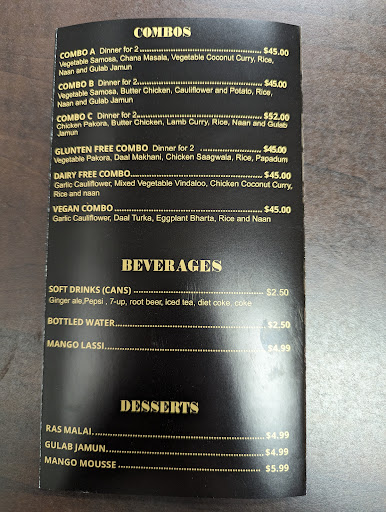 COMBOS
COMBO A Dinner for 2 $45.00
Vegetable Samosa, Chana Masala, Vegetable Coconut Curry, Rice,
Naan and Gulab Jamun
COMBO B Dinner for 2 $45.00
Vegetable Samosa, Butter Chicken, Cauliflower and Potato, Rice,
Naan and Gulab Jamun
COMBO C Dinner for 2 $52.00
Chicken Pakora, Butter Chicken, Lamb Curry, Rice, Naan and Gulab
Jamun
GLUNTEN FREE COMBO Dinner for 2 $45.00
Vegetable Pakora, Daal Makhani, Chicken Saagwala, Rice, Papadum
DAIRY FREE COMBO $45.00
Garlic Cauliflower, Mixed Vegetable Vindaloo, Chicken Coconut Curry,
Rice and naan
VEGAN COMBO $45.00
Garlic Cauliflower, Daal Turka, Eggplant Bharta, Rice and Naan
BEVERAGES
SOFT DRINKS (CANS) $2.50
Ginger ale,Pepsi , 7-up, root beer, iced tea, diet coke, coke
BOTTLED WATER $2.50
MANGO LASSI $4.99
DESSERTS
RAS MALAI $4.99
GULAB JAMUN $4.99
MANGO MOUSSE $5.99